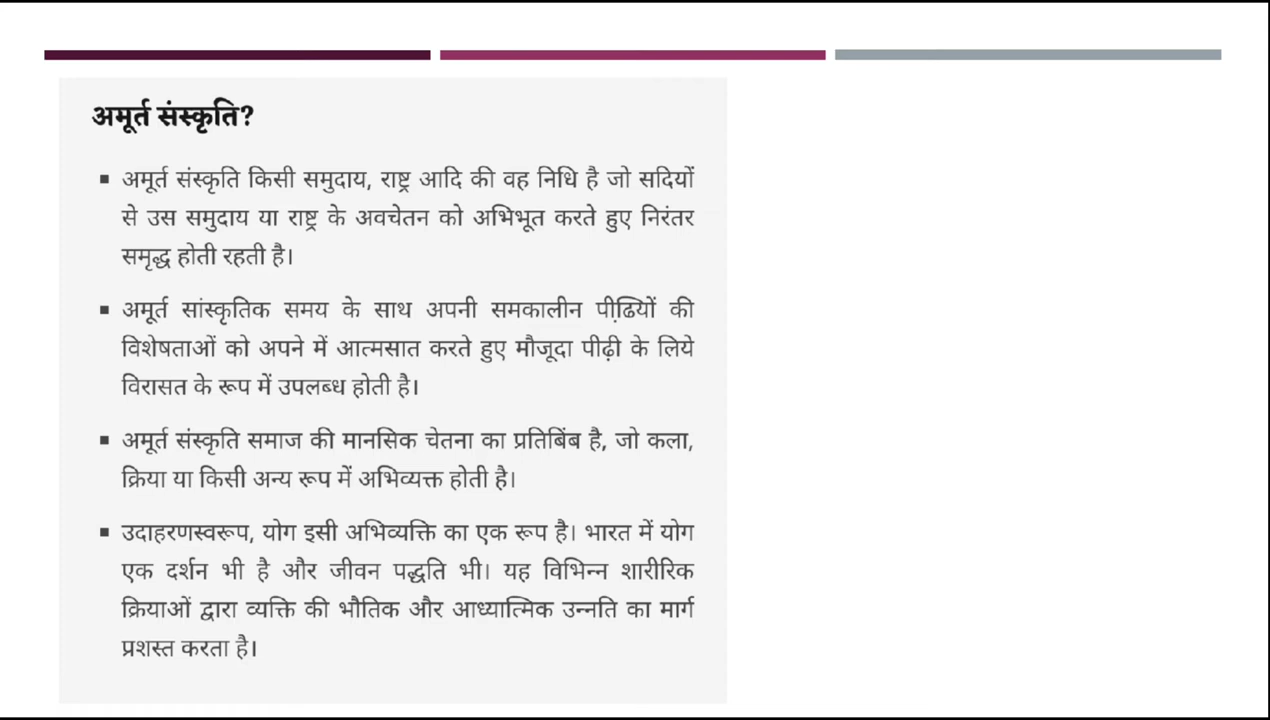 अमूर्त संस्कृति?
▪ अमूर्त संस्कृति किसी समुदाय, राष्ट्र आदि की वह निधि है जो सदियों
से उस समुदाय या राष्ट्र के अवचेतन को अभिभूत करते हुए निरंतर
समृद्ध होती रहती है।
▪ अमूर्त सांस्कृतिक समय के साथ अपनी समकालीन पीढि़यों की
विशेषताओं को अपने में आत्मसात करते हुए मौजूदा पीढ़ी के लिये
विरासत के रूप में उपलब्ध होती है।
▪ अमूर्त संस्कृति समाज की मानसिक चेतना का प्रतिबिंब है, जो कला,
क्रिया या किसी अन्य रूप में अभिव्यक्त होती है।
▪ उदाहरणस्वरूप, योग इसी अभिव्यक्ति का एक रूप है। भारत में योग
एक दर्शन भी है और जीवन पद्धति भी। यह विभिन्न शारीरिक
क्रियाओं द्वारा व्यक्ति की भौतिक और आध्यात्मिक उन्नति का मार्ग
प्रशस्त करता है।